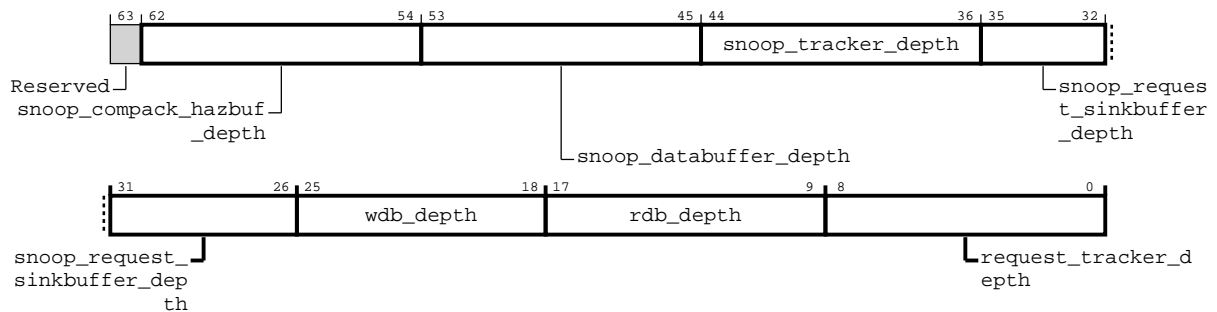 63 62 54 53 45 44 36 35 32
snoop_tracker_depth
Reserved
snoop_compack_hazbuf
_depth
snoop_databuffer_depth
snoop_reques
t_sinkbuffer
_depth
31 26 25 18 17 9 8 0
wdb_depth rdb_depth
snoop_request_
sinkbuffer_dep
th
request_tracker_d
epth